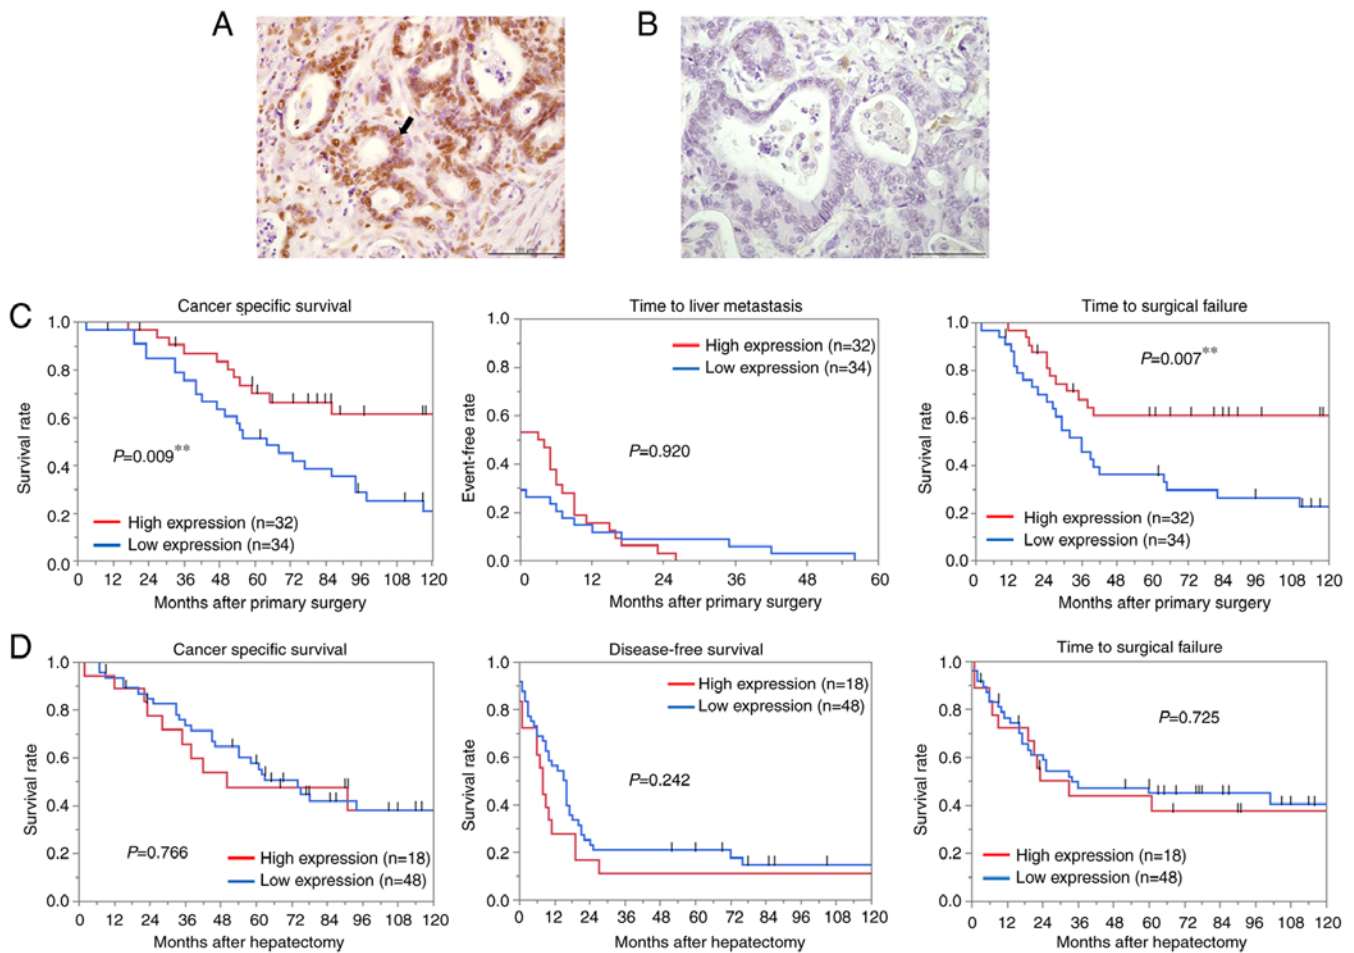 A
B
100 μm
C
Cancer specific survival
Survival rate
1.0
0.8
0.6
0.4
0.2
0.0
P=0.009**
High expression (n=32)
Low expression (n=34)
0 12 24 36 48 60 72 84 96 108 120
Months after primary surgery
Time to liver metastasis
Event-free rate
1.0
0.8
0.6
0.4
0.2
0.0
High expression (n=32)
Low expression (n=34)
P=0.920
0 12 24 36 48 60
Months after primary surgery
Time to surgical failure
Survival rate
1.0
0.8
0.6
0.4
0.2
0.0
P=0.007**
High expression (n=32)
Low expression (n=34)
0 12 24 36 48 60 72 84 96 108 120
Months after primary surgery
D
Cancer specific survival
Survival rate
1.0
0.8
0.6
0.4
0.2
0.0
P=0.766
High expression (n=18)
Low expression (n=48)
0 12 24 36 48 60 72 84 96 108 120
Months after hepatectomy
Disease-free survival
Survival rate
1.0
0.8
0.6
0.4
0.2
0.0
High expression (n=18)
Low expression (n=48)
P=0.242
0 12 24 36 48 60 72 84 96 108 120
Months after hepatectomy
Time to surgical failure
Survival rate
1.0
0.8
0.6
0.4
0.2
0.0
P=0.725
High expression (n=18)
Low expression (n=48)
0 12 24 36 48 60 72 84 96 108 120
Months after hepatectomy